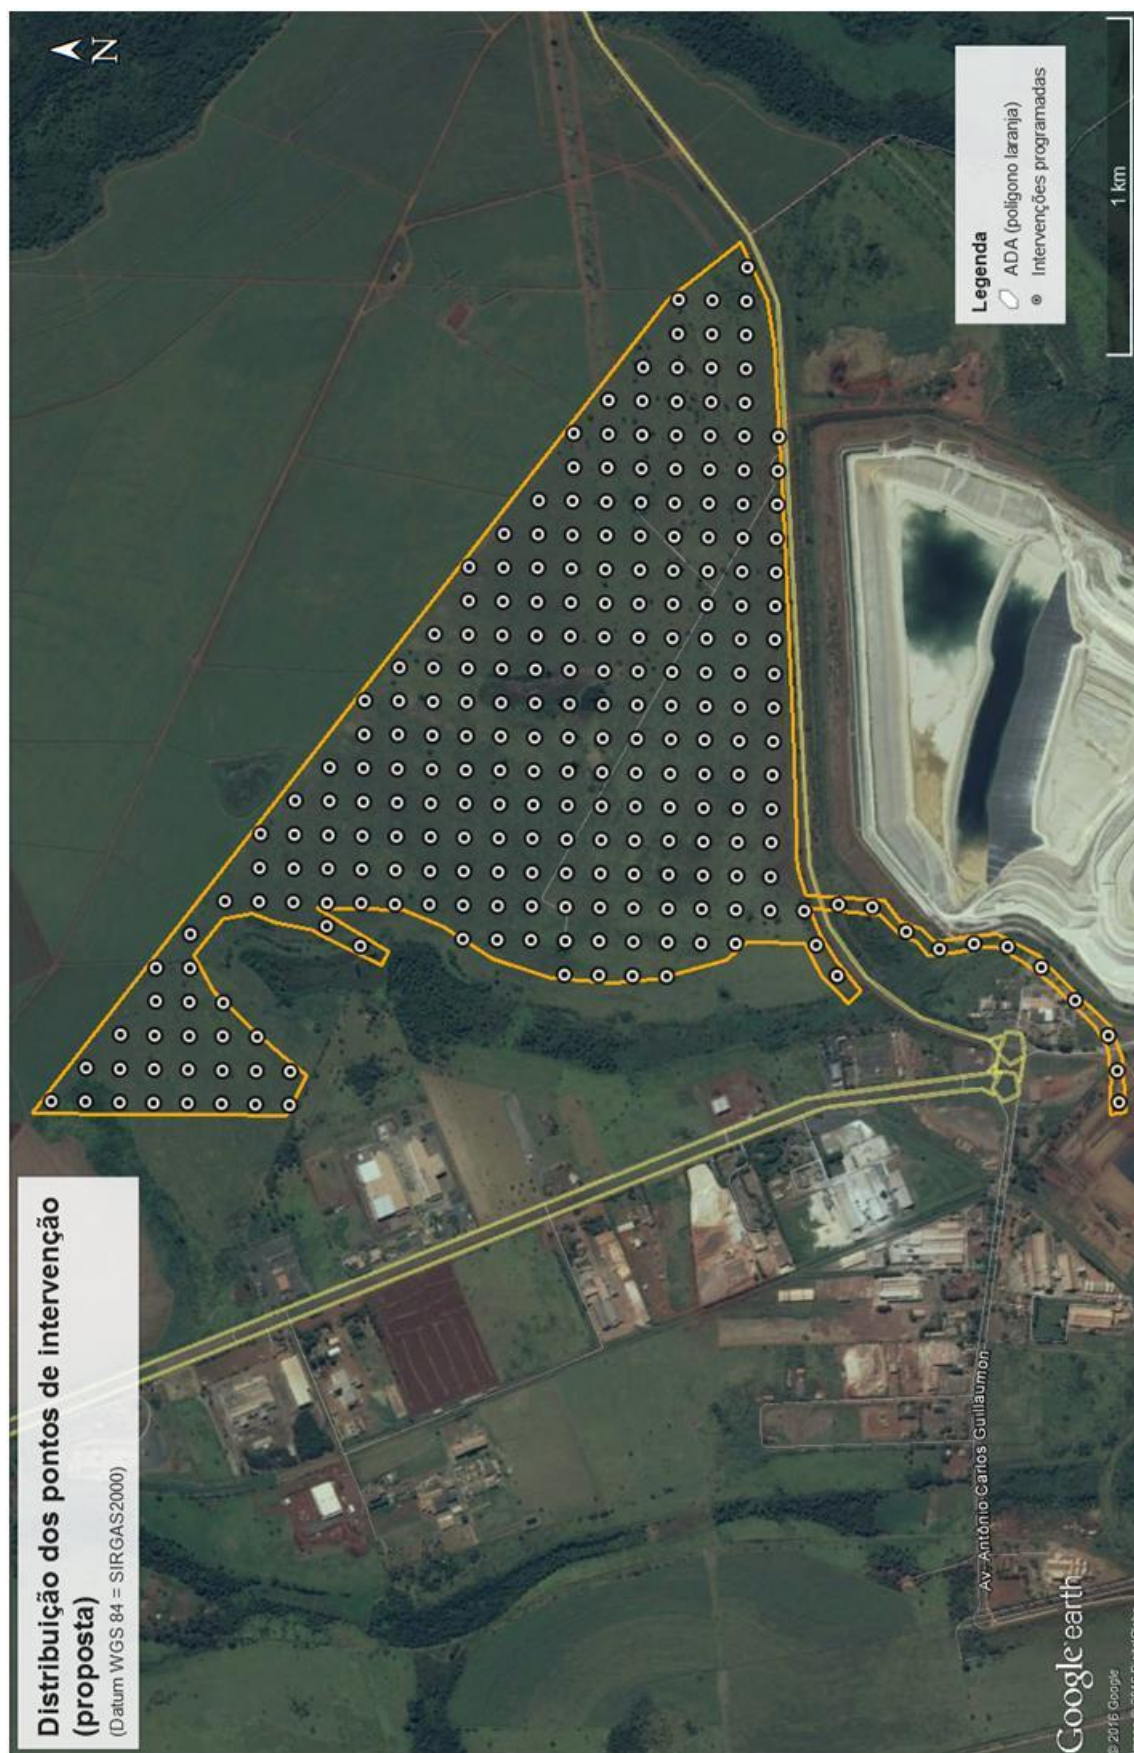 Distribuição dos pontos de intervenção
(proposta)
(Datum WGS 84 = SIRGAS2000)
N
Legenda
ADA (polígono laranja)
Intervenções programadas
1 km
Av. Antônio Carlos Guillaumon
Google earth
© 2016 Google